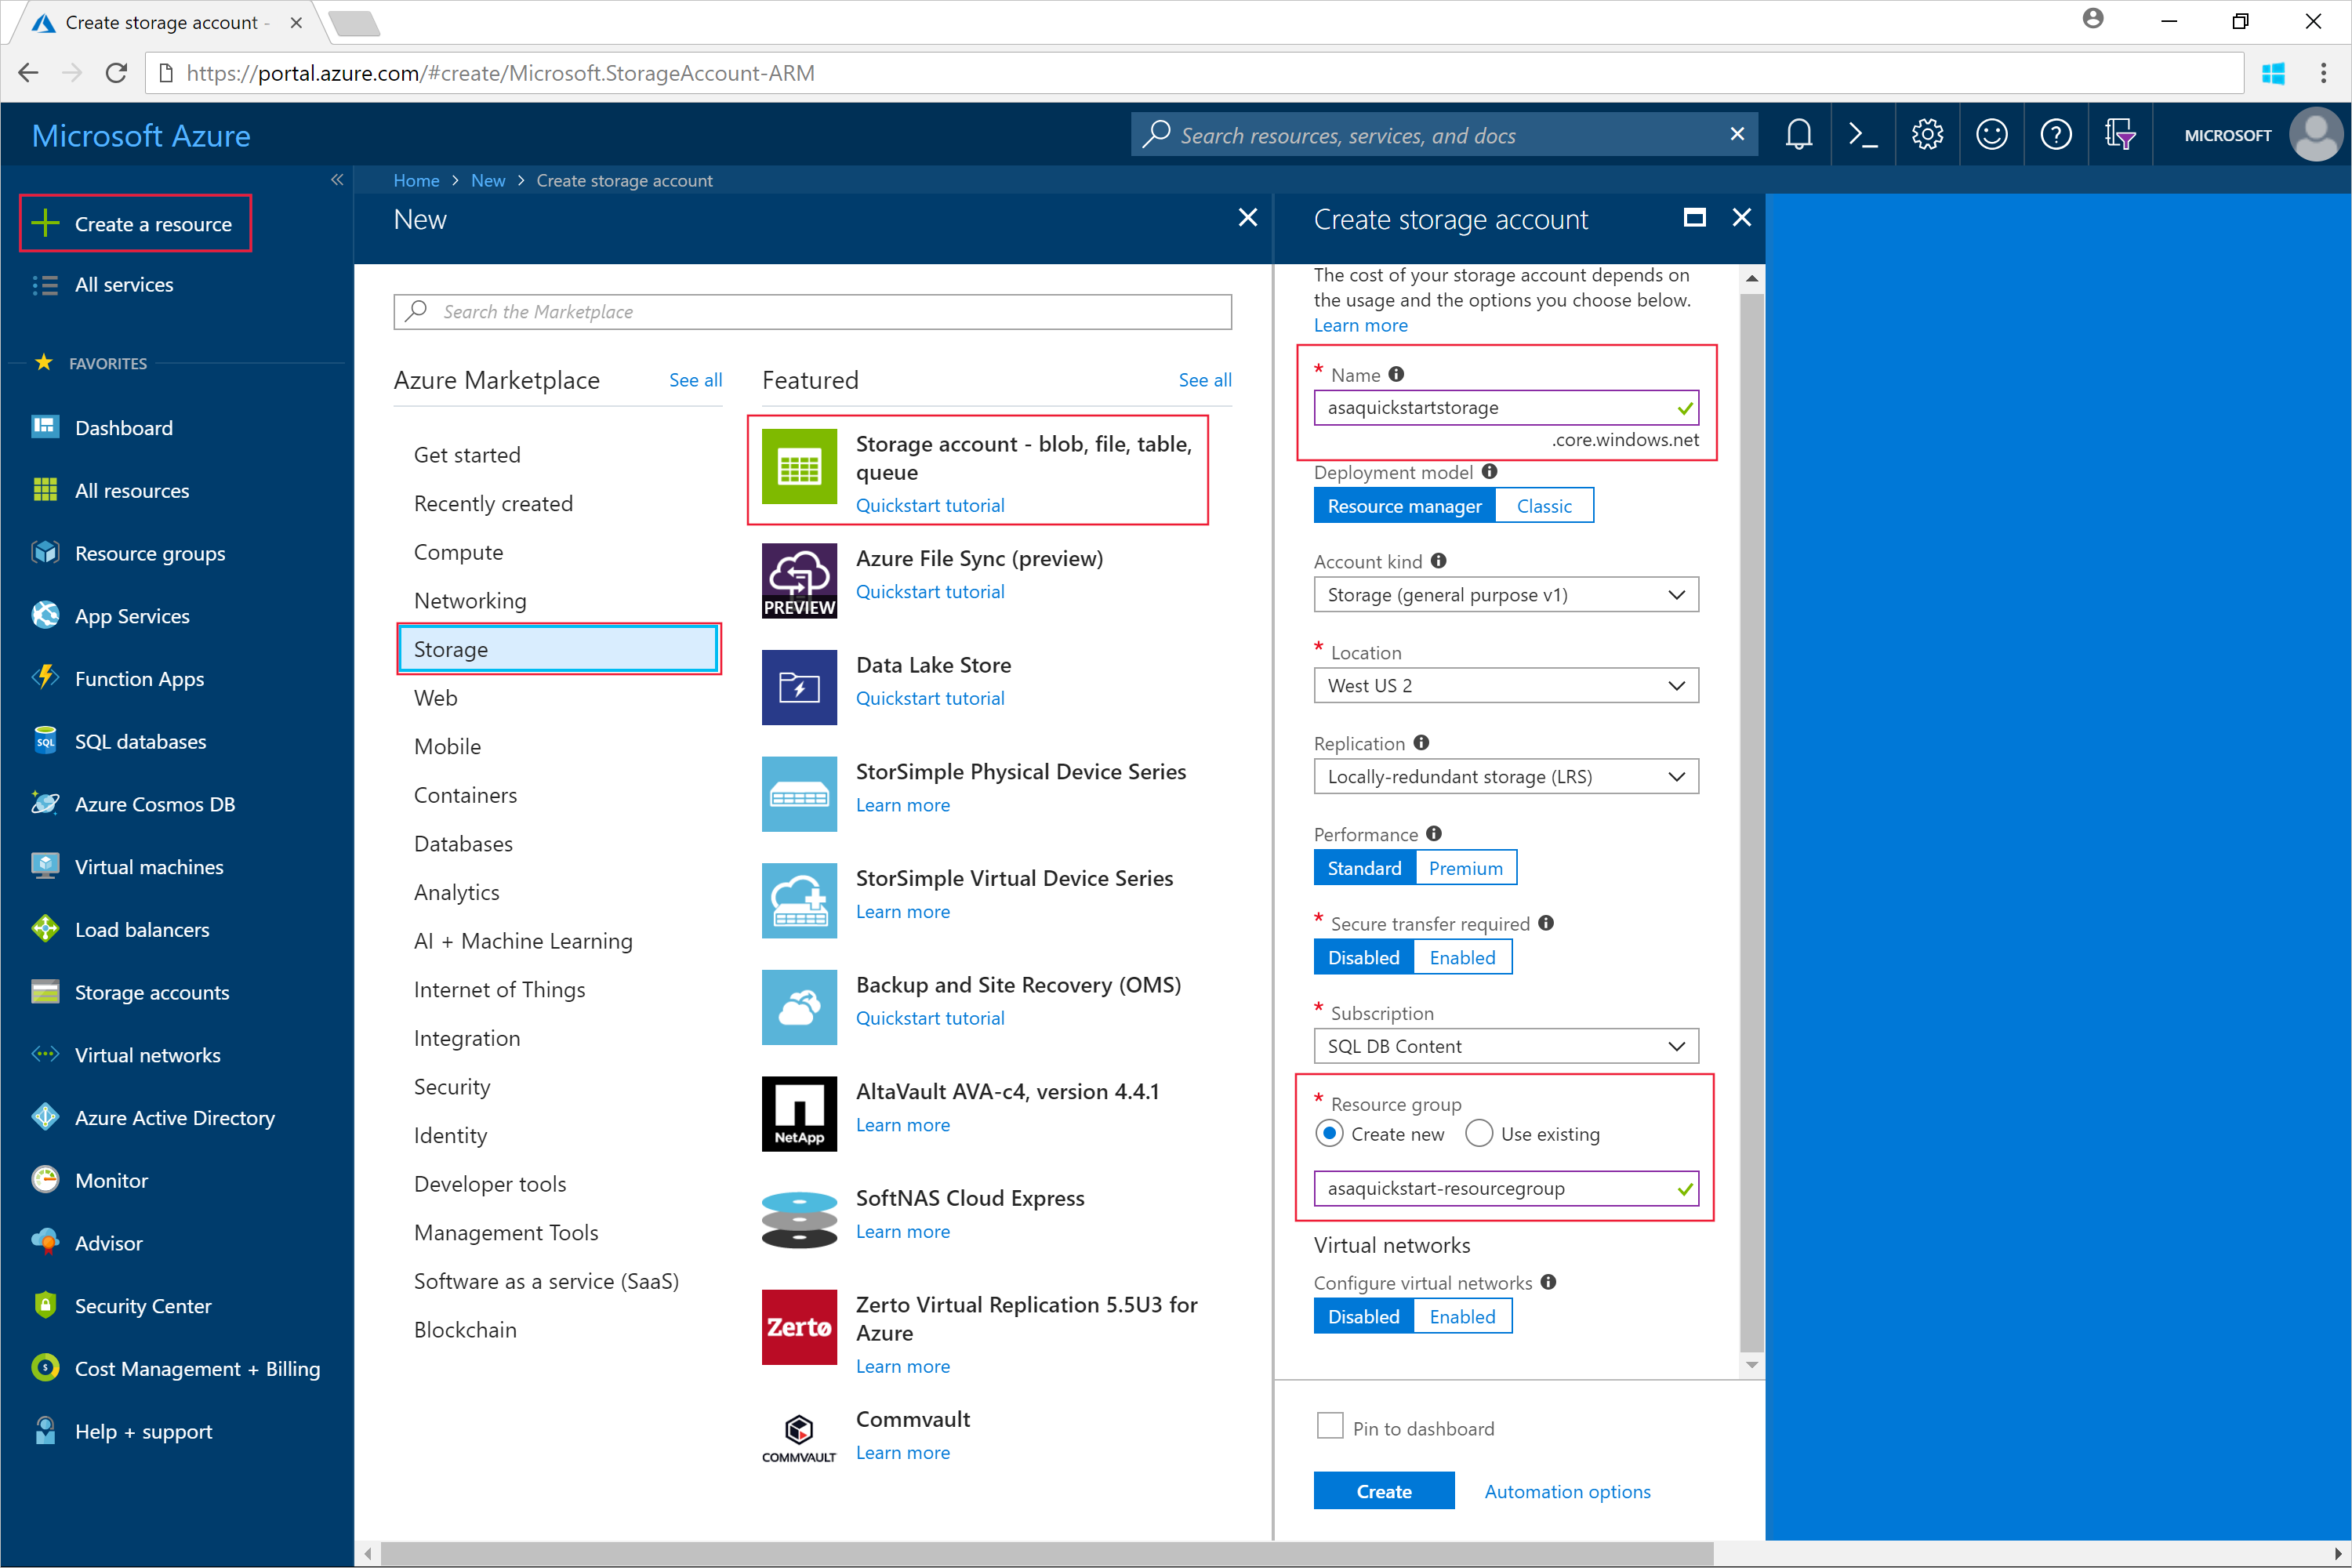 Create storage account -
https://portal.azure.com/#create/Microsoft.StorageAccount-ARM
Microsoft Azure
Search resources, services, and docs
MICROSOFT
Home > New > Create storage account
Create a resource
All services
FAVORITES
Dashboard
All resources
Resource groups
App Services
Function Apps
SQL
SQL databases
Azure Cosmos DB
Virtual machines
Load balancers
Storage accounts
Virtual networks
Azure Active Directory
Monitor
Advisor
Security Center
Cost Management + Billing
Help + support
New
Search the Marketplace
Azure Marketplace
See all
Get started
Recently created
Compute
Networking
Storage
Web
Mobile
Containers
Databases
Analytics
AI + Machine Learning
Internet of Things
Integration
Security
Identity
Developer tools
Management Tools
Software as a service (SaaS)
Blockchain
Featured
See all
Storage account - blob, file, table,
queue
Quickstart tutorial
PREVIEW
Azure File Sync (preview)
Quickstart tutorial
Data Lake Store
Quickstart tutorial
StorSimple Physical Device Series
Learn more
StorSimple Virtual Device Series
Learn more
Backup and Site Recovery (OMS)
Quickstart tutorial
NetApp
AltaVault AVA-c4, version 4.4.1
Learn more
SoftNAS Cloud Express
Learn more
Zerto
Zerto Virtual Replication 5.5U3 for
Azure
Learn more
COMMVAULT
Commvault
Learn more
Create storage account
The cost of your storage account depends on
the usage and the options you choose below.
Learn more
* Name
asaquickstartstorage
.core.windows.net
Deployment model
Resource manager Classic
Account kind
Storage (general purpose v1)
* Location
West US 2
Replication
Locally-redundant storage (LRS)
Performance
Standard Premium
* Secure transfer required
Disabled Enabled
* Subscription
SQL DB Content
* Resource group
Create new Use existing
asaquickstart-resourcegroup
Virtual networks
Configure virtual networks
Disabled Enabled
Pin to dashboard
Create Automation options